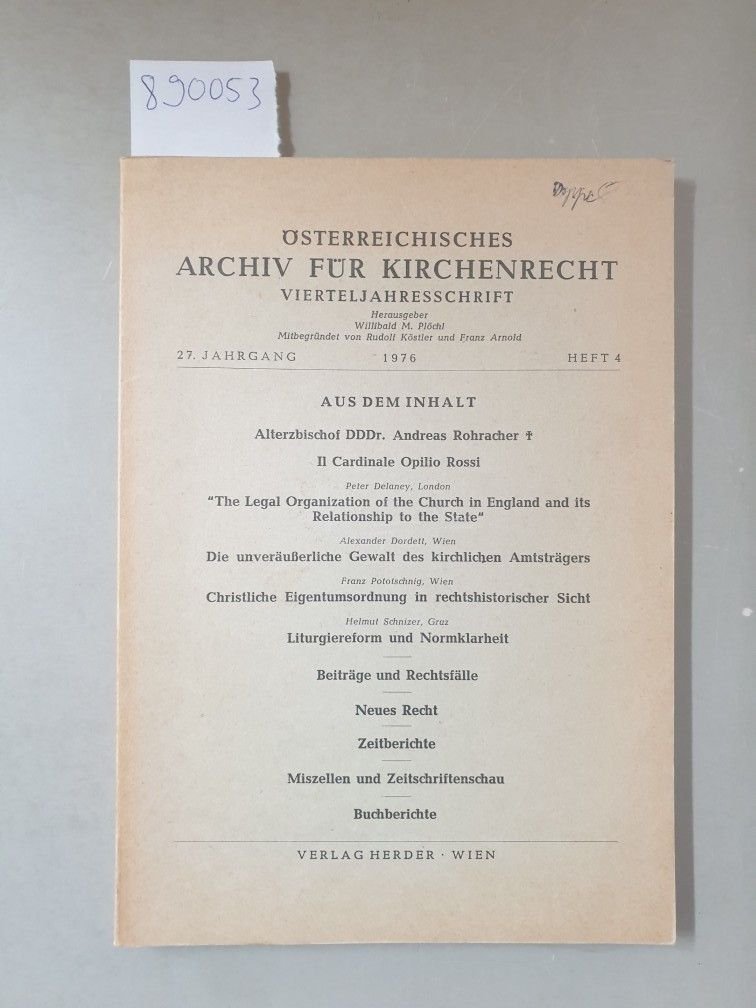 890053
Doppel
ÖSTERREICHISCHES
ARCHIV FÜR KIRCHENRECHT
VIERTELJAHRESSCHRIFT
Herausgeber
Willibald M. Plöchl
Mitbegründet von Rudolf Köstler und Franz Arnold
27. JAHRGANG 1976 HEFT 4
AUS DEM INHALT
Alterzbischof DDDr. Andreas Rohracher ✝
Il Cardinale Opilio Rossi
Peter Delaney, London
"The Legal Organization of the Church in England and its
Relationship to the State"
Alexander Dordett, Wien
Die unveräußerliche Gewalt des kirchlichen Amtsträgers
Franz Pototschnig, Wien
Christliche Eigentumsordnung in rechtshistorischer Sicht
Helmut Schnizer, Graz
Liturgiereform und Normklarheit
Beiträge und Rechtsfälle
Neues Recht
Zeitberichte
Miszellen und Zeitschriftenschau
Buchberichte
VERLAG HERDER · WIEN